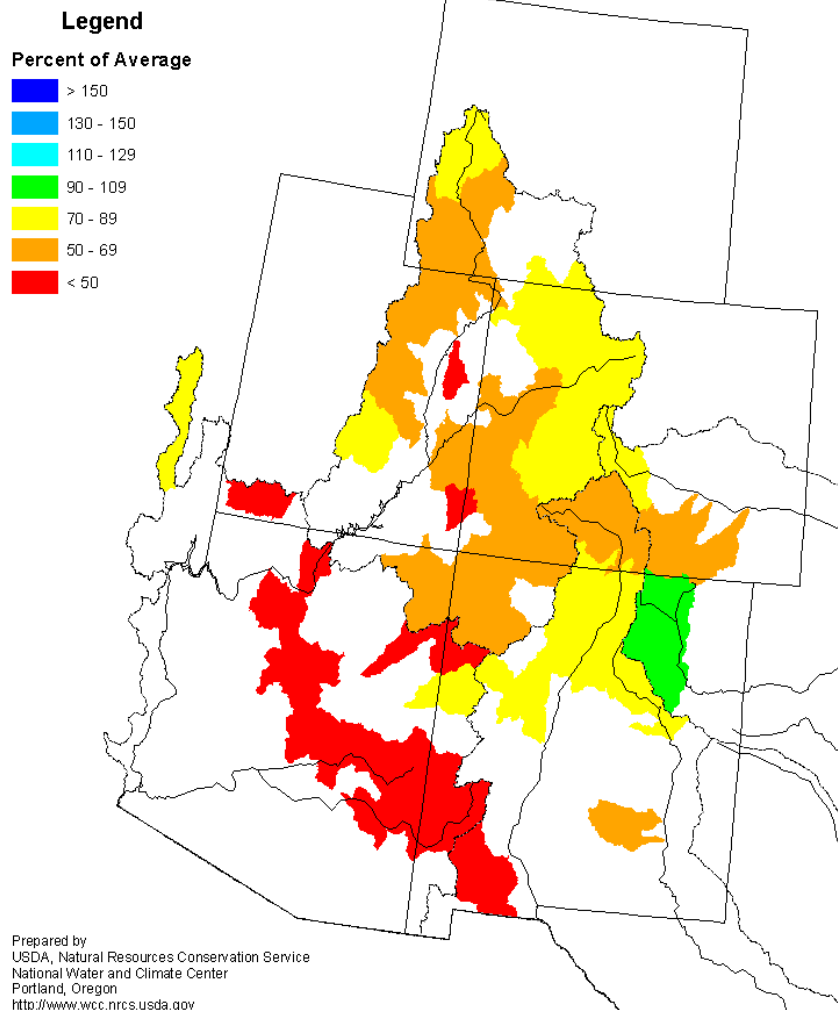 Legend
Percent of Average
> 150
130 - 150
110 - 129
90 - 109
70 - 89
50 - 69
< 50
Prepared by
USDA, Natural Resources Conservation Service
National Water and Climate Center
Portland, Oregon
http://www.wcc.nrcs.usda.gov